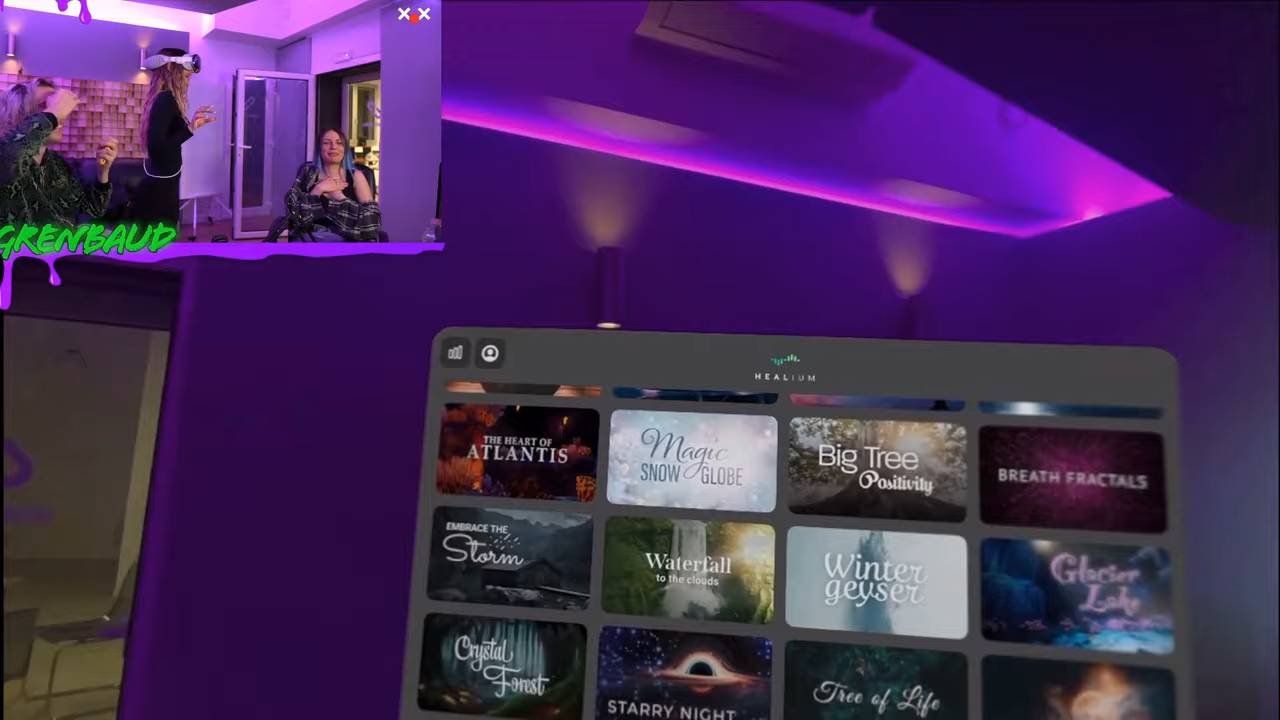 GRENBAUD
HEALIUM
THE HEART OF
ATLANTIS
Magic
SNOW GLOBE
Big Tree
Positivity
BREATH FRACTALS
EMBRACE THE
Storm
Waterfall
to the clouds
Winter
geyser
Glacier
Lake
Crystal
Forest
STARRY NIGHT
Tree of Life